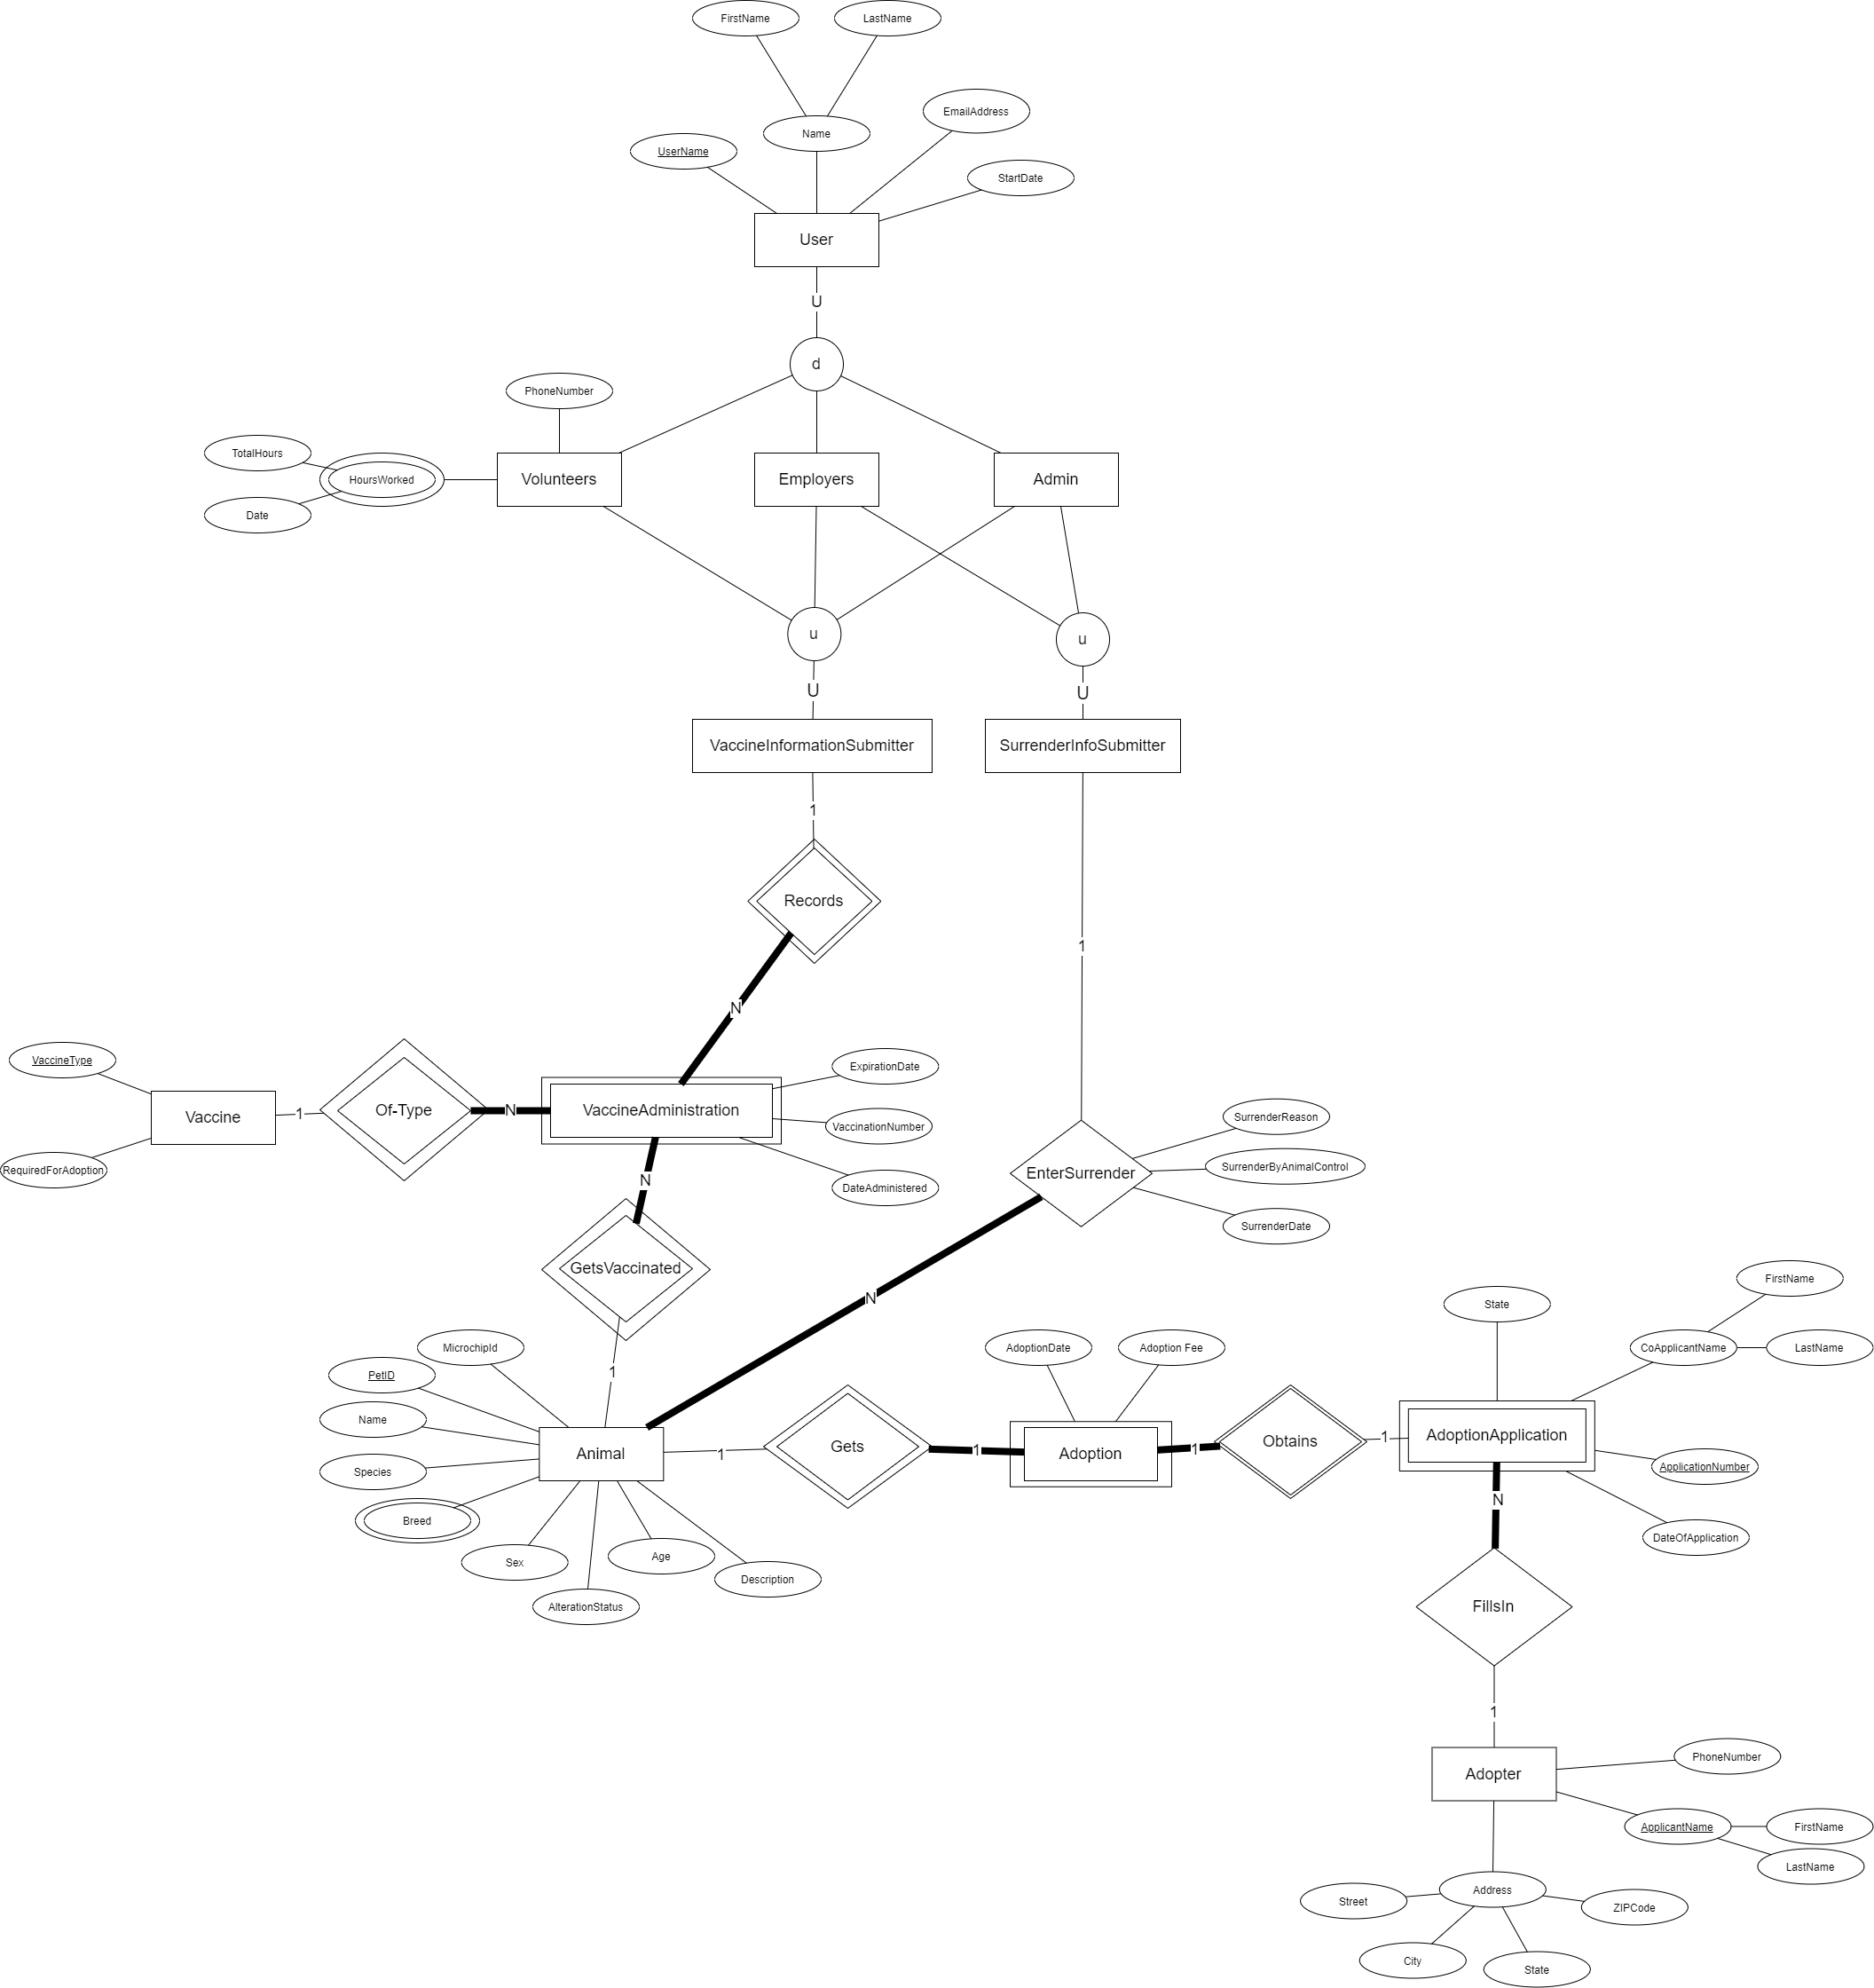 FirstName
LastName
Name
EmailAddress
UserName
StartDate
User
U
d
PhoneNumber
TotalHours
HoursWorked
Date
Volunteers
Employers
Admin
u
u
U
U
VaccineInformationSubmitter
SurrenderInfoSubmitter
1
Records
1
N
VaccineType
RequiredForAdoption
Vaccine
1
Of-Type
N
VaccineAdministration
ExpirationDate
VaccinationNumber
DateAdministered
SurrenderReason
SurrenderByAnimalControl
SurrenderDate
EnterSurrender
N
GetsVaccinated
N
1
MicrochipId
PetID
Name
Species
Breed
Sex
AlterationStatus
Age
Description
Animal
1
Gets
1
AdoptionDate
Adoption Fee
Adoption
1
Obtains
1
State
CoApplicantName
FirstName
LastName
AdoptionApplication
ApplicationNumber
DateOfApplication
N
FillsIn
1
Adopter
PhoneNumber
ApplicantName
FirstName
LastName
Address
Street
City
State
ZIPCode